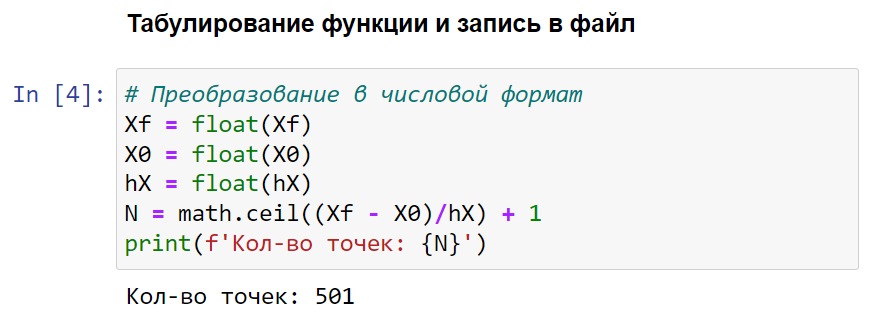 Табулирование функции и запись в файл
In [4]: # Преобразование в числовой формат
Xf = float(Xf)
X0 = float(X0)
hX = float(hX)
N = math.ceil((Xf - X0)/hX) + 1
print(f'Кол-во точек: {N}')
Кол-во точек: 501